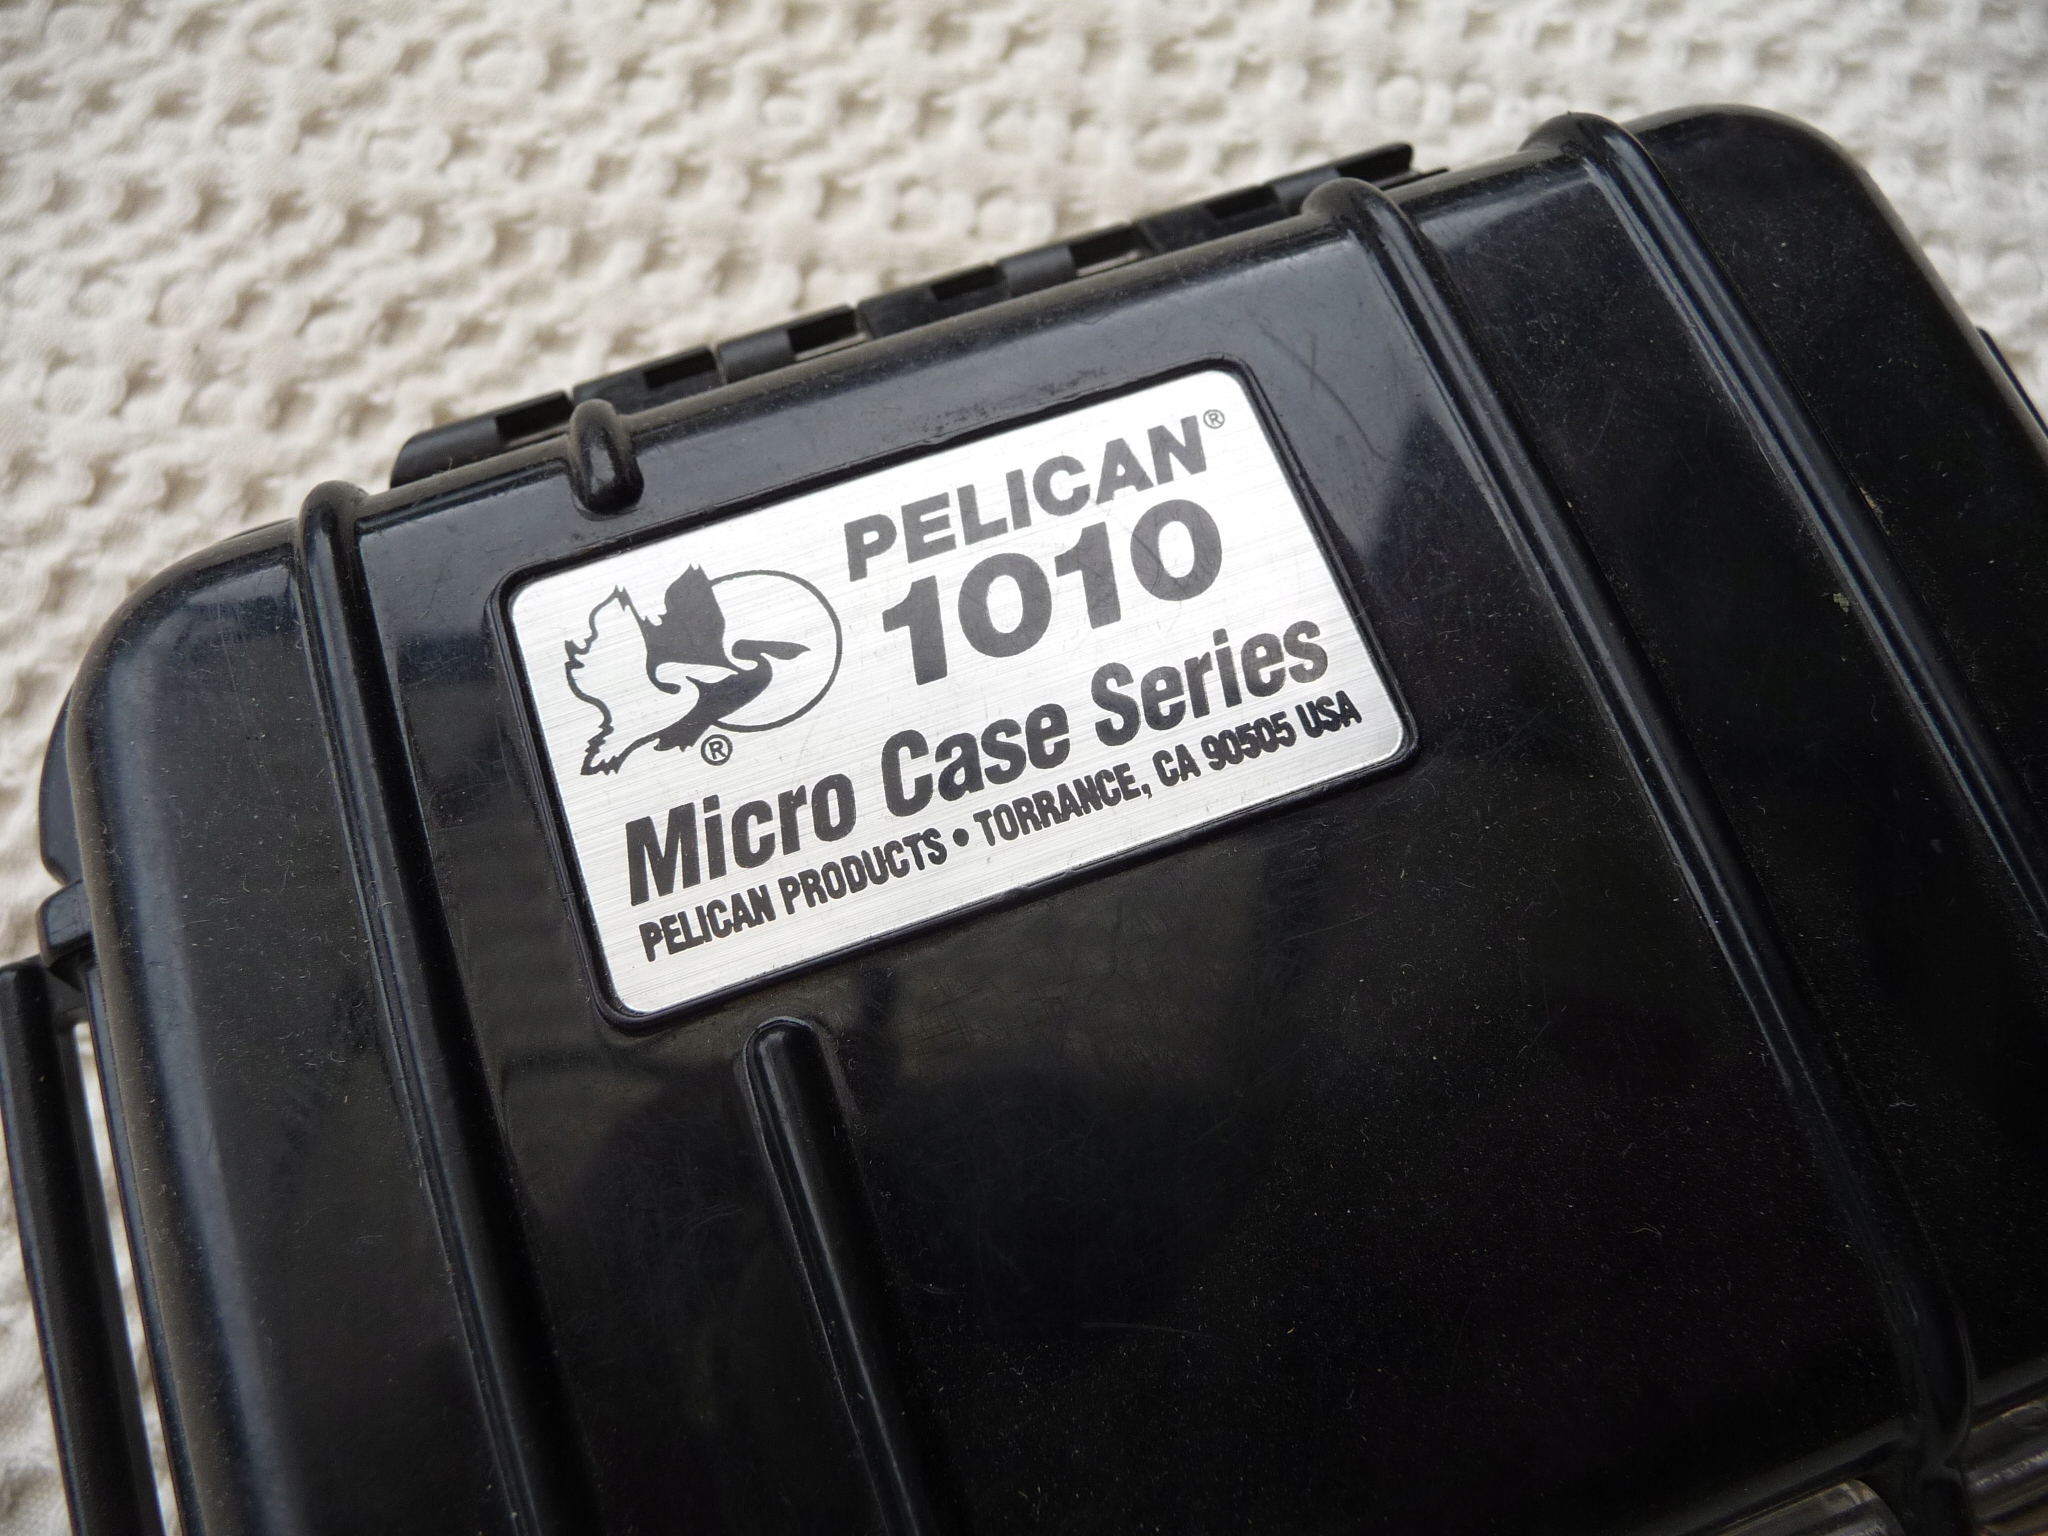 PELICAN®
1010
®
Micro Case Series
PELICAN PRODUCTS • TORRANCE, CA 90505 USA